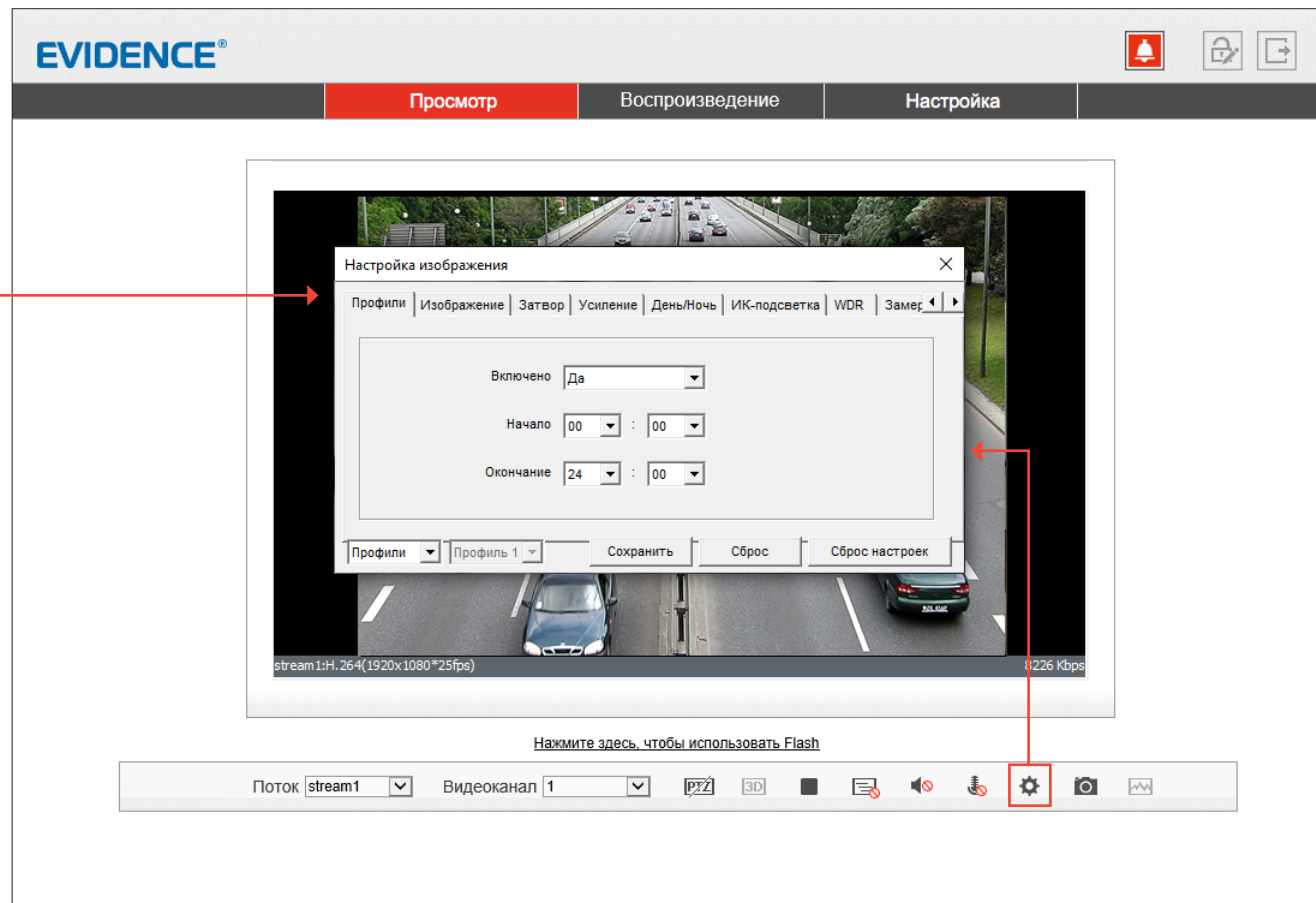 EVIDENCE®
Просмотр Воспроизведение Настройка
Настройка изображения
Профили Изображение Затвор Усиление День/Ночь ИК-подсветка WDR Замер
Включено Да
Начало 00 : 00
Окончание 24 : 00
Профили Профиль 1 Сохранить Сброс Сброс настроек
stream1:H.264(1920x1080*25fps) 8226 Kbps
Нажмите здесь, чтобы использовать Flash
Поток stream1 Видеоканал 1 PTZ 3D